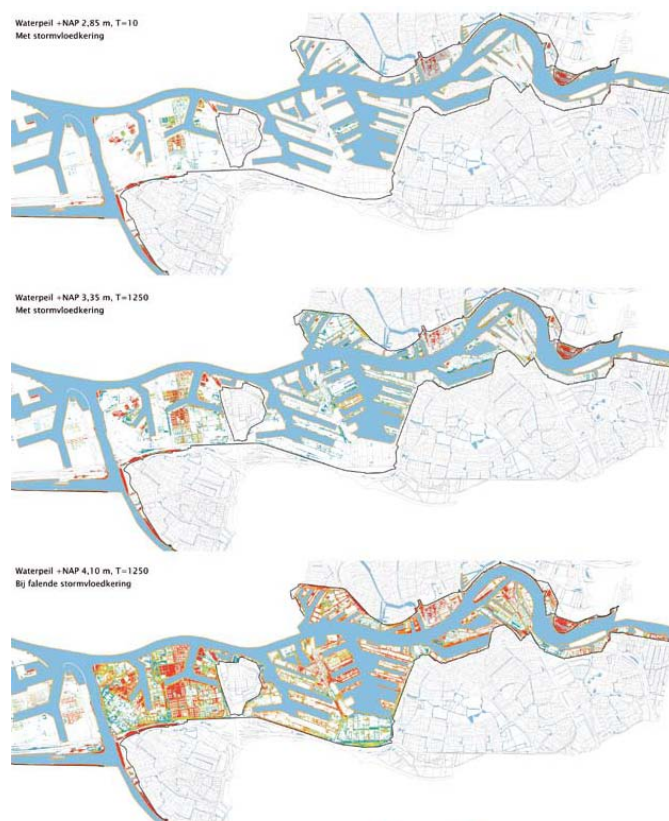 Waterpeil +NAP 2,85 m, T=10
Met stormvloedkering
Waterpeil +NAP 3,35 m, T=1250
Met stormvloedkering
Waterpeil +NAP 4,10 m, T=1250
Bij falende stormvloedkering